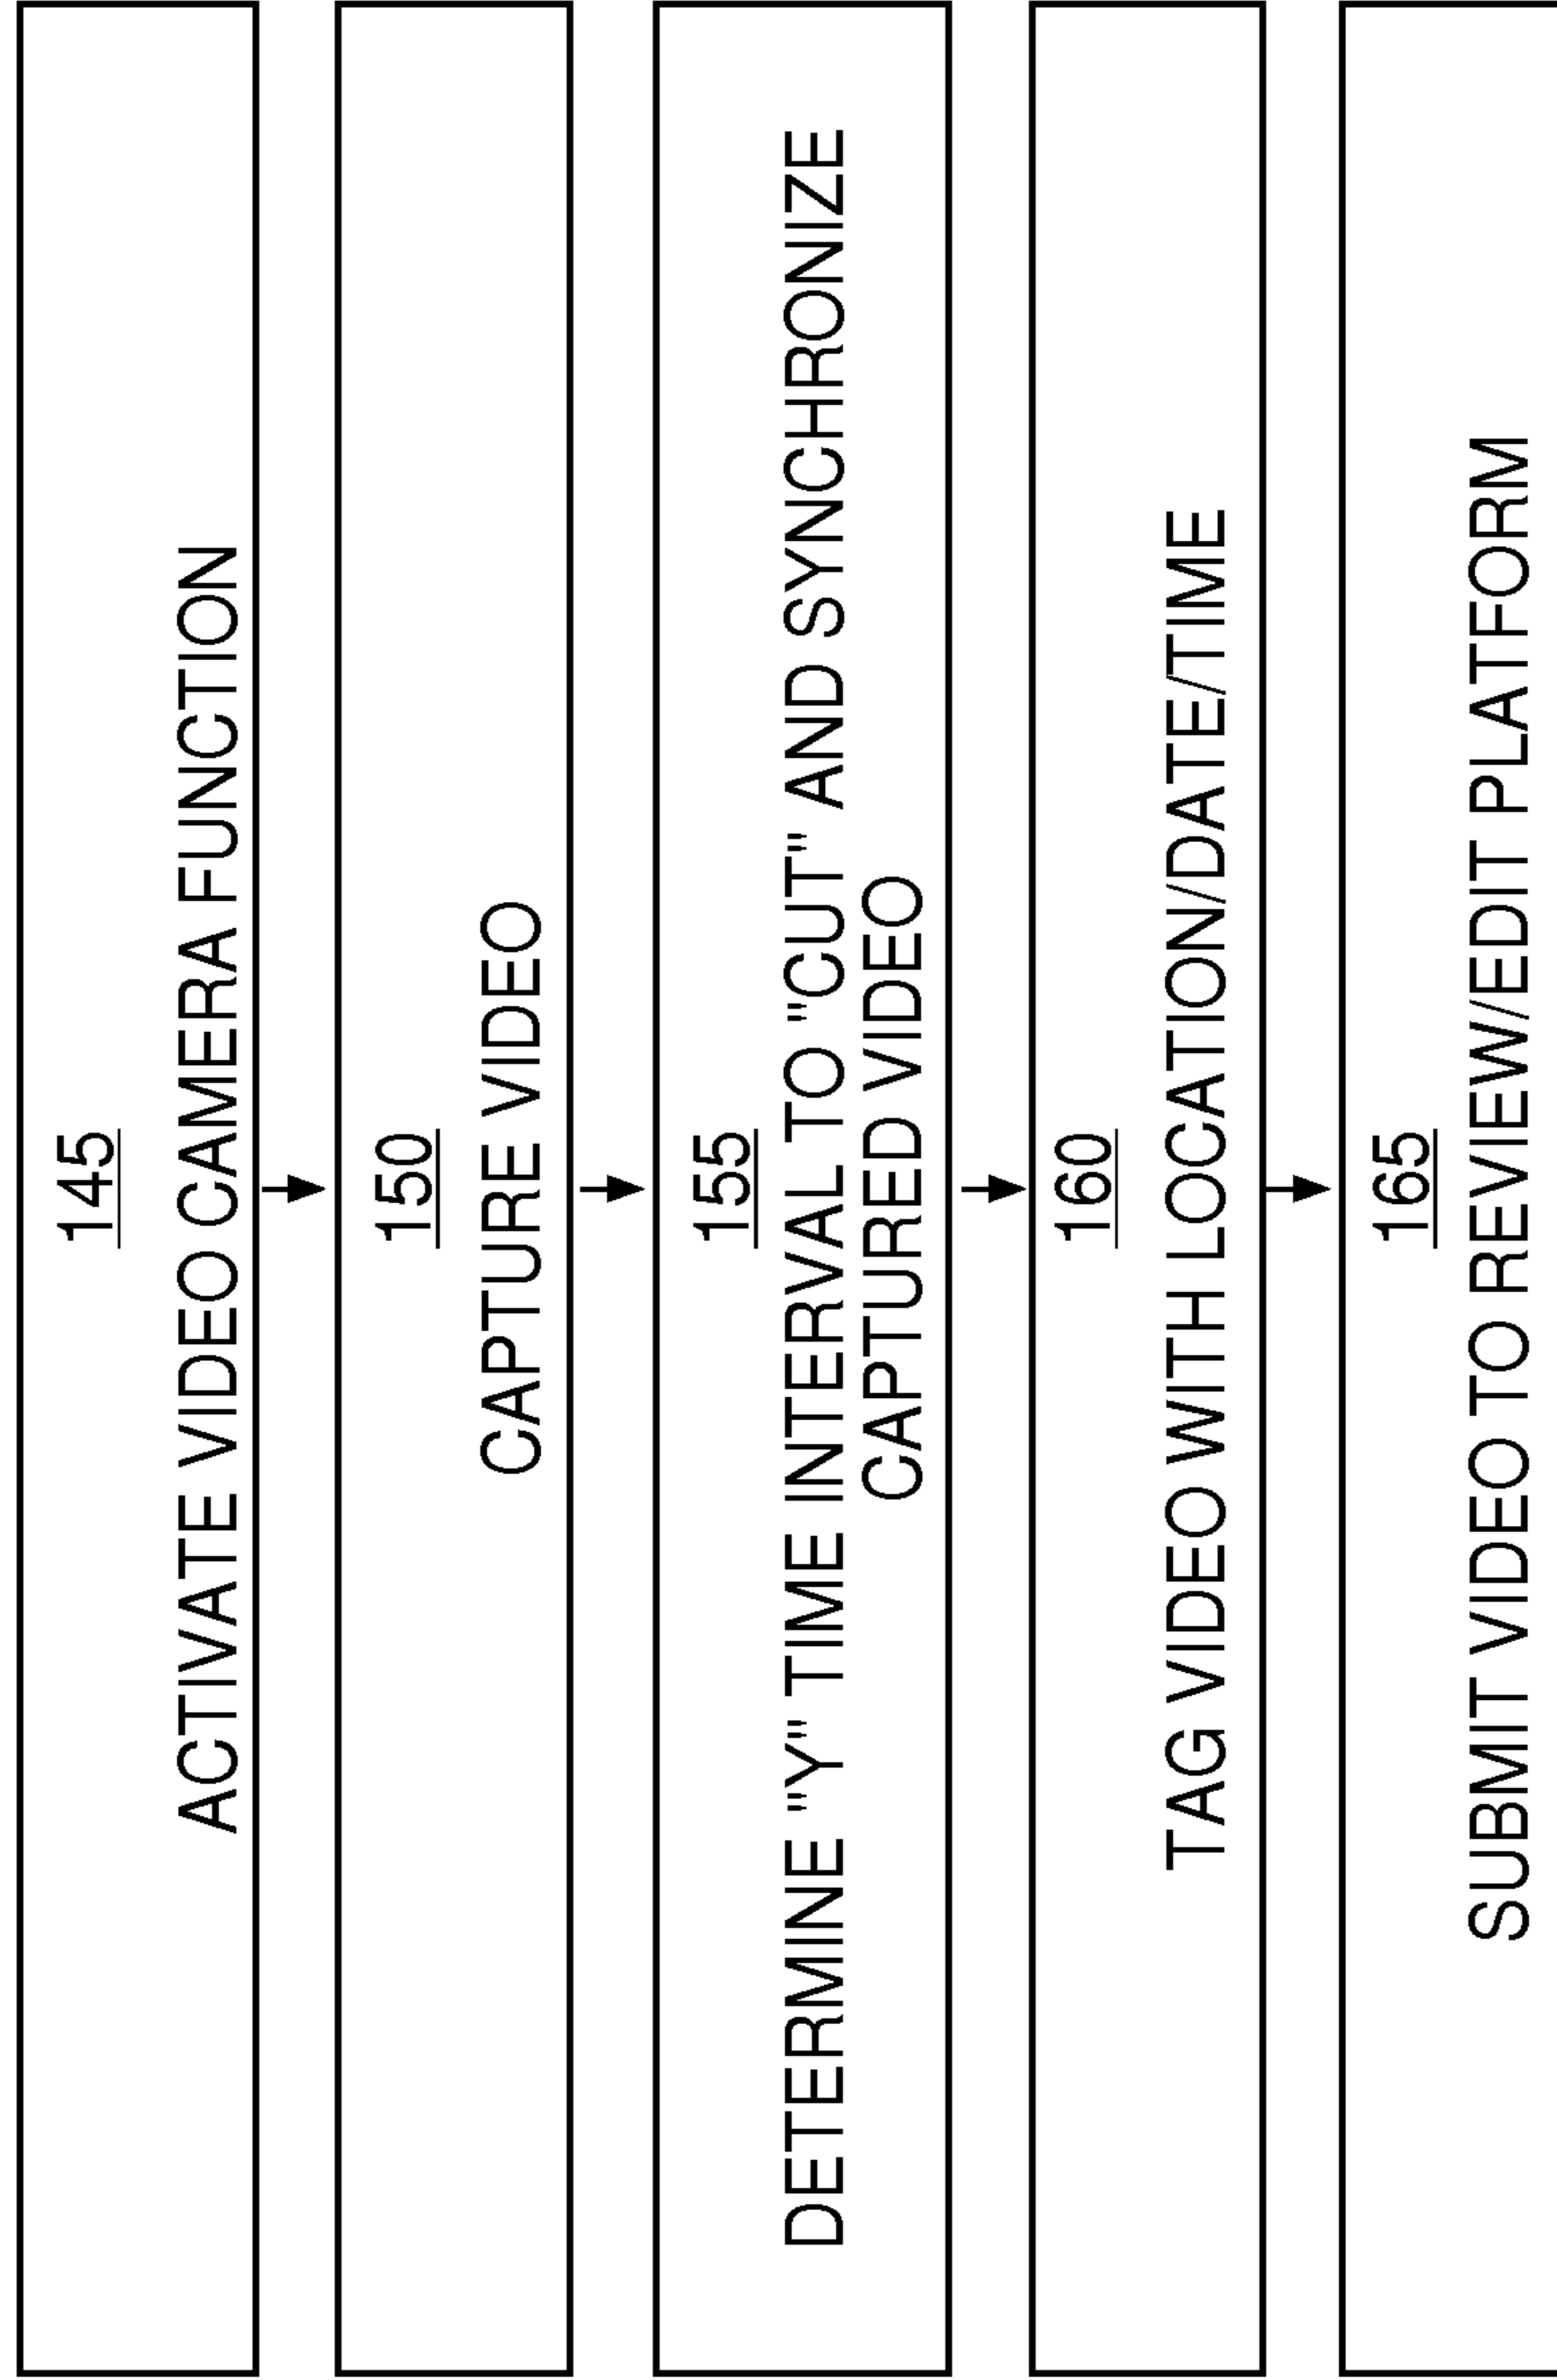 145
ACTIVATE VIDEO CAMERA FUNCTION
150
CAPTURE VIDEO
155
DETERMINE "Y" TIME INTERVAL TO "CUT" AND SYNCHRONIZE
CAPTURED VIDEO
160
TAG VIDEO WITH LOCATION/DATE/TIME
165
SUBMIT VIDEO TO REVIEW/EDIT PLATFORM